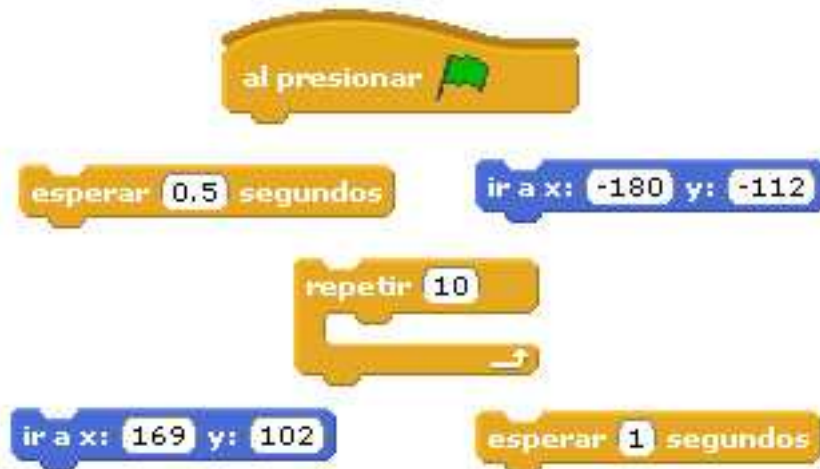 al presionar
esperar 0.5 segundos
ir a x: -180 y: -112
repetir 10
ir a x: 169 y: 102
esperar 1 segundos